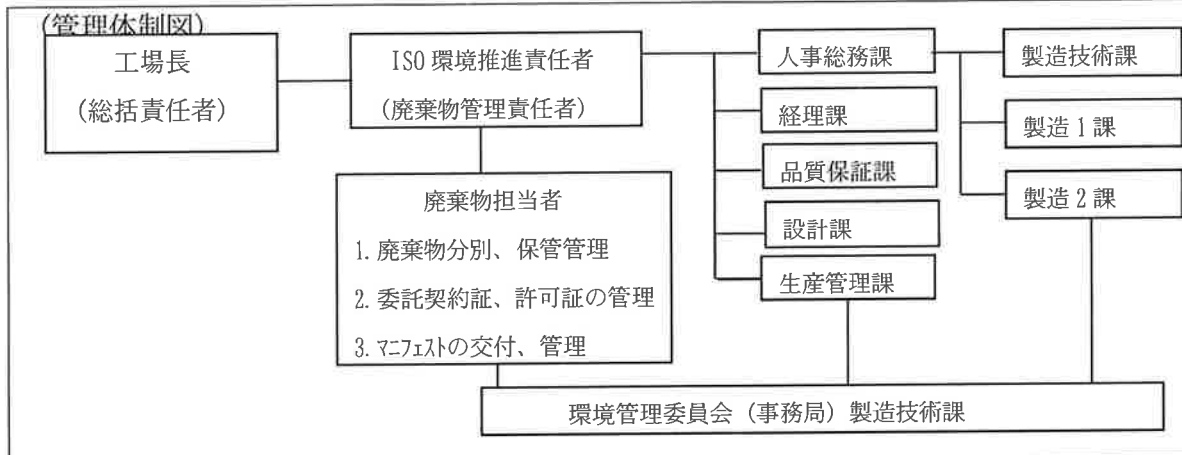 (管理体制図)
工場長
(総括責任者)
ISO 環境推進責任者
(廃棄物管理責任者)
人事総務課
経理課
品質保証課
設計課
生産管理課
製造技術課
製造1課
製造2課
廃棄物担当者
1. 廃棄物分別、保管管理
2. 委託契約証、許可証の管理
3. マニフェストの交付、管理
環境管理委員会(事務局)製造技術課